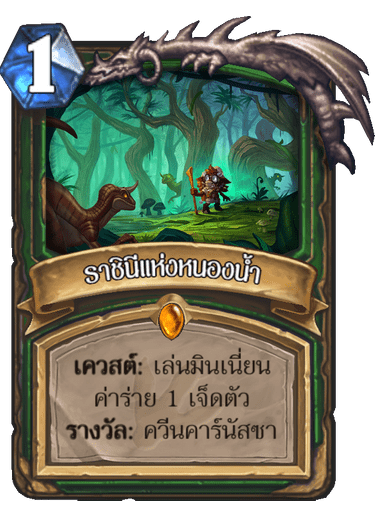 1
ราชินีแห่งหนองน้ำ
เควสต์: เล่นมินเนี่ยน
ค่าร่าย 1 เจ็ดตัว
รางวัล: ควีนคาร์นัสซา